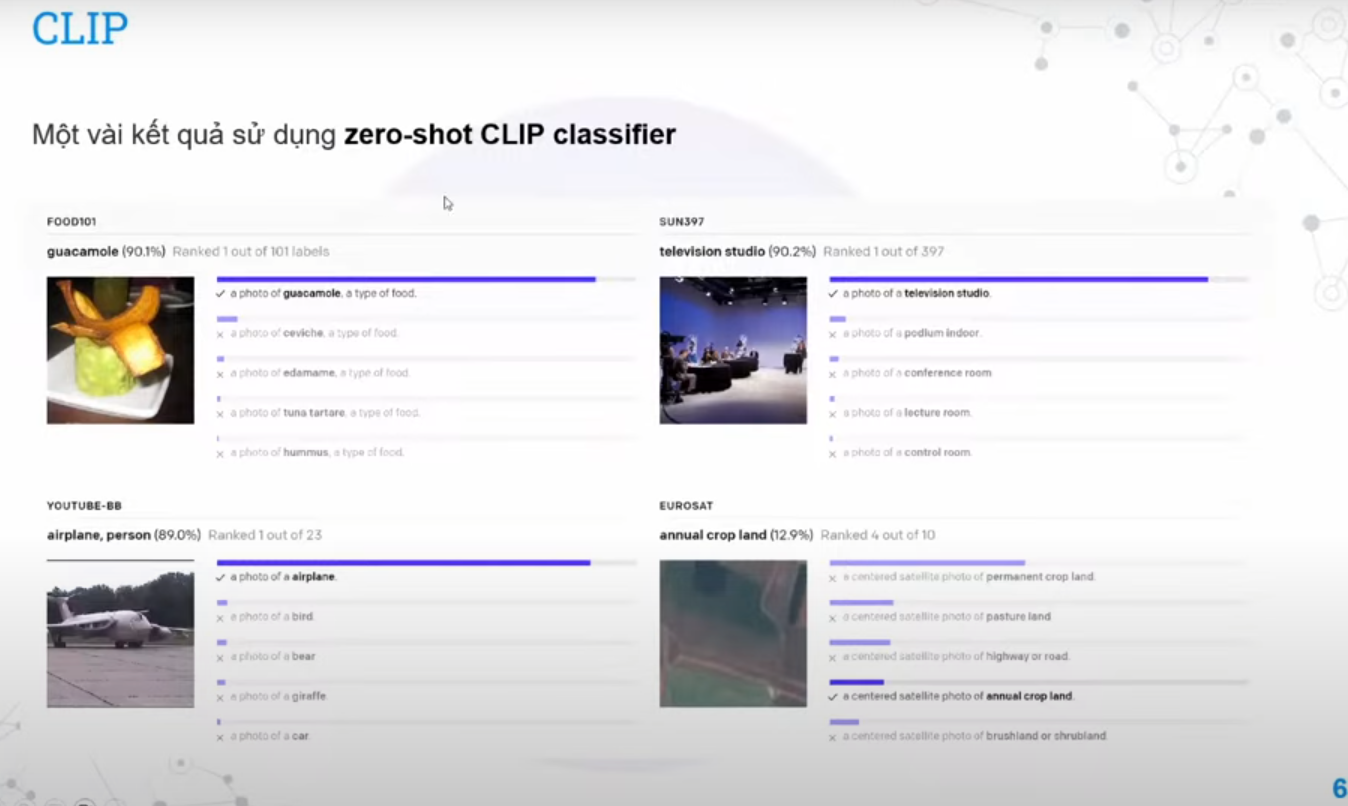 CLIP
Một vài kết quả sử dụng zero-shot CLIP classifier
FOOD101
guacamole (90.1%) Ranked 1 out of 101 labels
✓ a photo of guacamole, a type of food.
× a photo of ceviche, a type of food.
× a photo of edamame, a type of food.
× a photo of tuna tartare, a type of food.
× a photo of hummus, a type of food.
SUN397
television studio (90.2%) Ranked 1 out of 397
✓ a photo of a television studio.
× a photo of a podium indoor.
× a photo of a conference room.
× a photo of a lecture room.
× a photo of a control room.
YOUTUBE-BB
airplane, person (89.0%) Ranked 1 out of 23
✓ a photo of a airplane.
× a photo of a bird.
× a photo of a bear.
× a photo of a giraffe.
× a photo of a car.
EUROSAT
annual crop land (12.9%) Ranked 4 out of 10
× a centered satellite photo of permanent crop land.
× a centered satellite photo of pasture land.
× a centered satellite photo of highway or road.
✓ a centered satellite photo of annual crop land.
× a centered satellite photo of brushland or shrubland.
6